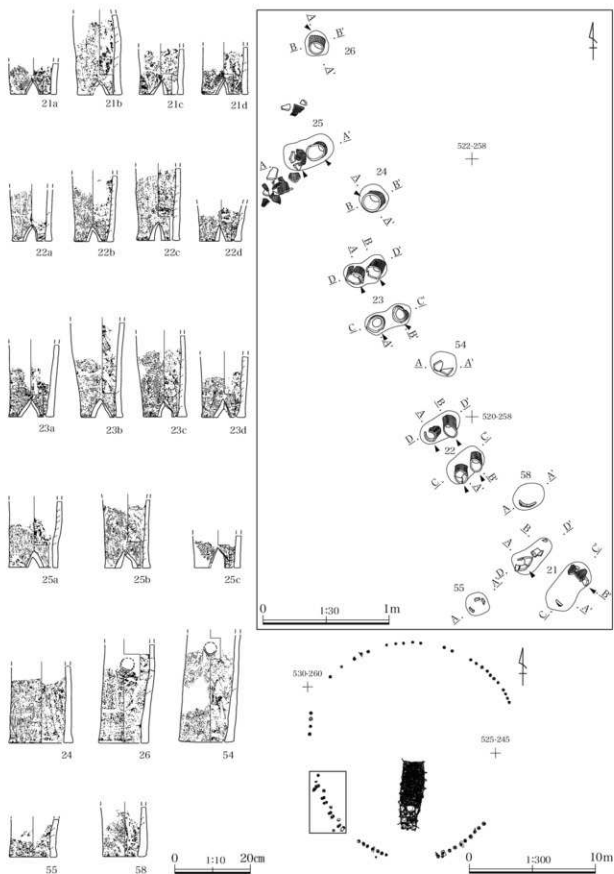 21a 21b 21c 21d
22a 22b 22c 22d
23a 23b 23c 23d
25a 25b 25c
24 26 54
55 58
0 1:10 20cm
A B' B A' 26
25 A' A
522-258
24 A B' B A'
B A D' D
23
C' C A' B'
54 A A'
B D' A D
520-258
22 C' C B' A'
58 A' A
B D' A D 21
C B' C A'
55 A' A
0 1:30 1m
530-260
525-245
0 1:300 10m